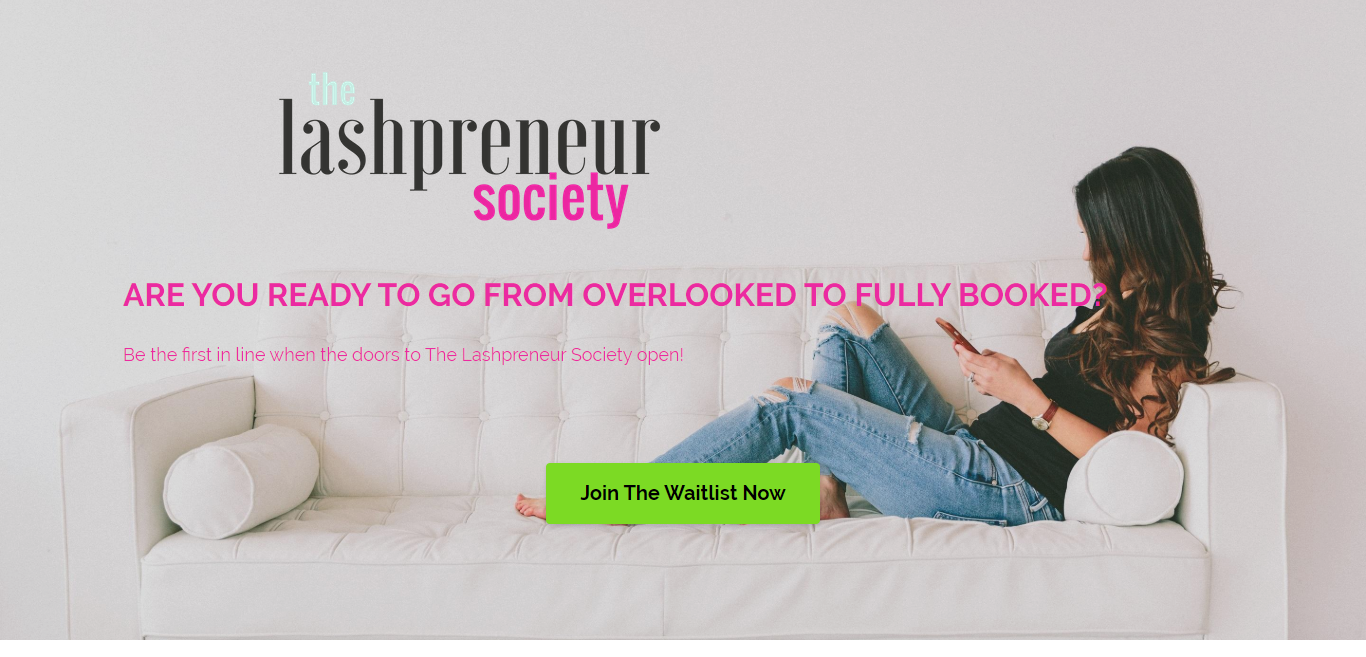 the
lashpreneur
society
ARE YOU READY TO GO FROM OVERLOOKED TO FULLY BOOKED?
Be the first in line when the doors to The Lashpreneur Society open!
Join The Waitlist Now